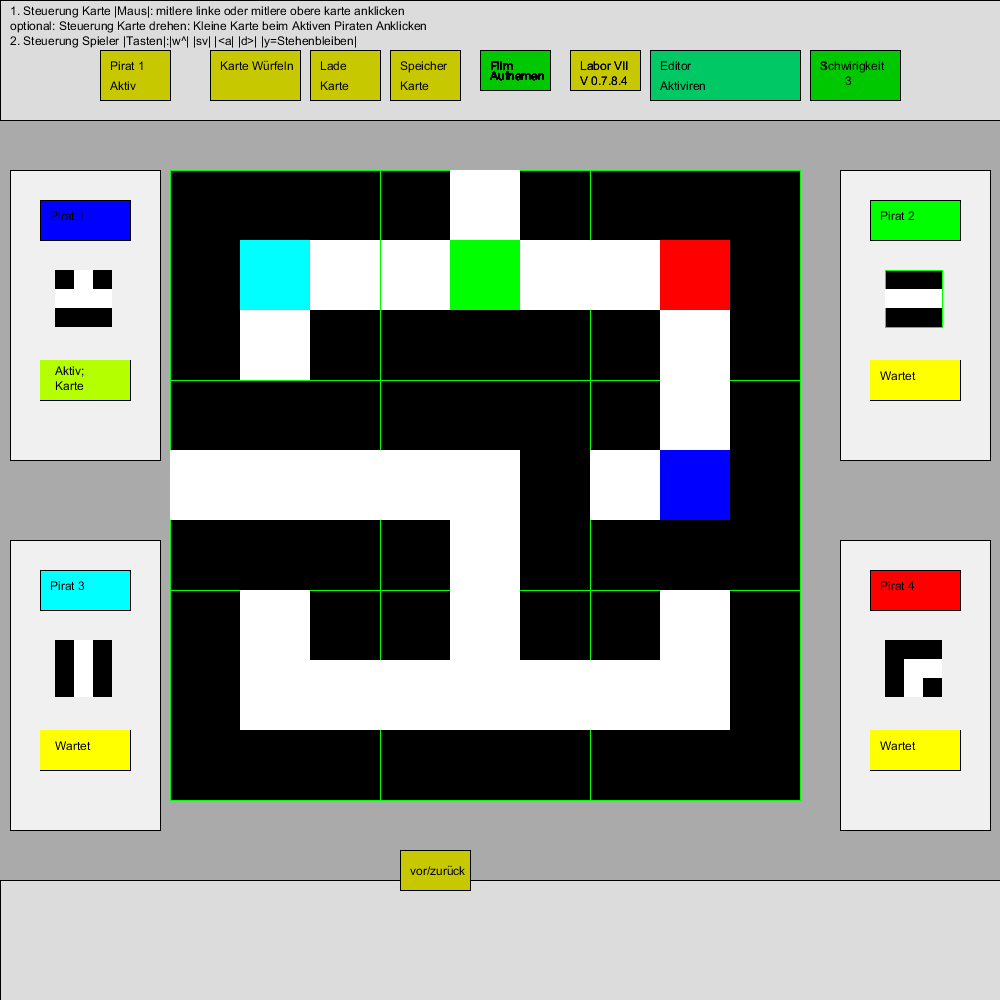 1. Steuerung Karte |Maus|: mitlere linke oder mitlere obere karte anklicken
optional: Steuerung Karte drehen: Kleine Karte beim Aktiven Piraten Anklicken
2. Steuerung Spieler |Tasten|:|w^| |sv| |<a| |d>| |y=Stehenbleiben|
Pirat 1
Aktiv
Karte Würfeln
Lade
Karte
Speicher
Karte
Film
Aufnemen
Labor VII
V 0.7.8.4
Editor
Aktiviren
Schwirigkeit
3
Pirat 1
Aktiv;
Karte
Pirat 2
Wartet
Pirat 3
Wartet
Pirat 4
Wartet
vor/zurück